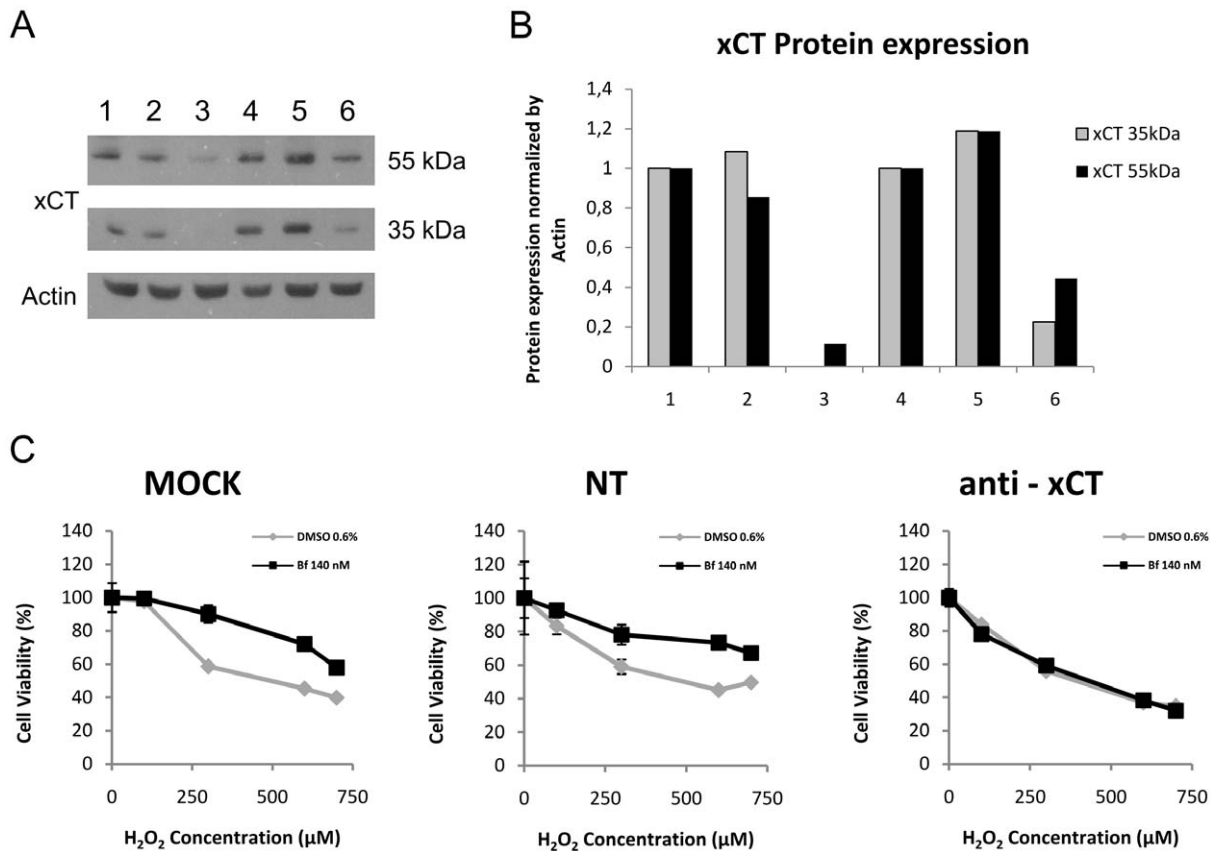 A
1 2 3 4 5 6
55 kDa
xCT
35 kDa
Actin
B
xCT Protein expression
Protein expression normalized by
Actin
1,4
1,2
1
0,8
0,6
0,4
0,2
0
1 2 3 4 5 6
xCT 35kDa
xCT 55kDa
C
MOCK
Cell Viability (%)
140
120
100
80
60
40
20
0
0 250 500 750
H₂O₂ Concentration (µM)
DMSO 0.6%
Bf 140 nM
NT
Cell Viability (%)
140
120
100
80
60
40
20
0
0 250 500 750
H₂O₂ Concentration (µM)
DMSO 0.6%
Bf 140 nM
anti - xCT
Cell Viability (%)
140
120
100
80
60
40
20
0
0 250 500 750
H₂O₂ Concentration (µM)
DMSO 0.6%
Bf 140 nM